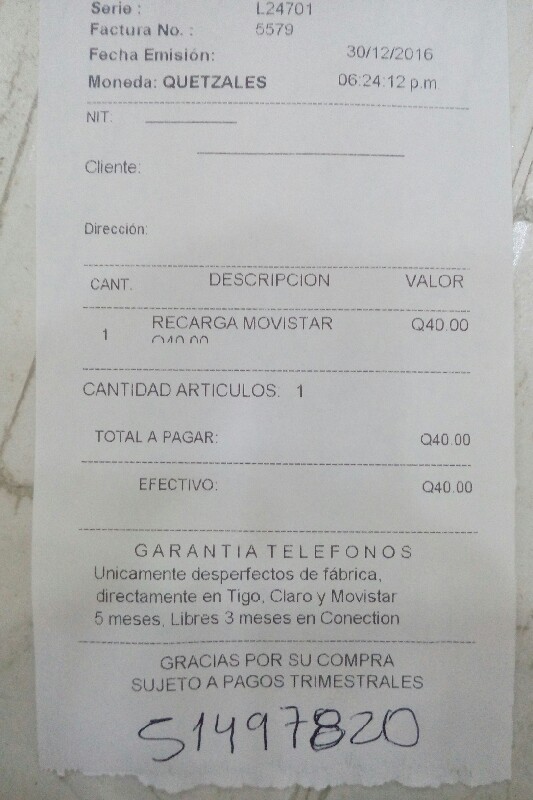 Serie : L24701
Factura No. : 5579
Fecha Emisión: 30/12/2016
Moneda: QUETZALES 06:24:12 p.m
NIT:
Cliente:
Dirección:
CANT. DESCRIPCION VALOR
1 RECARGA MOVISTAR Q40.00
Q40.00
CANTIDAD ARTICULOS: 1
TOTAL A PAGAR: Q40.00
EFECTIVO: Q40.00
GARANTIA TELEFONOS
Unicamente desperfectos de fábrica,
directamente en Tigo, Claro y Movistar
5 meses, Libres 3 meses en Conection
GRACIAS POR SU COMPRA
SUJETO A PAGOS TRIMESTRALES
51497820